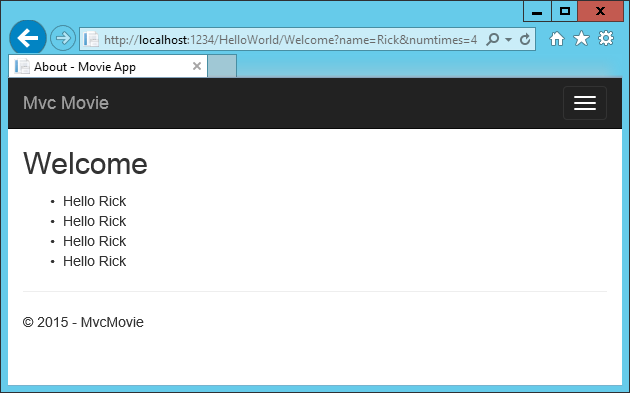 http://localhost:1234/HelloWorld/Welcome?name=Rick&numtimes=4
About - Movie App
Mvc Movie
Welcome
• Hello Rick
• Hello Rick
• Hello Rick
• Hello Rick
© 2015 - MvcMovie